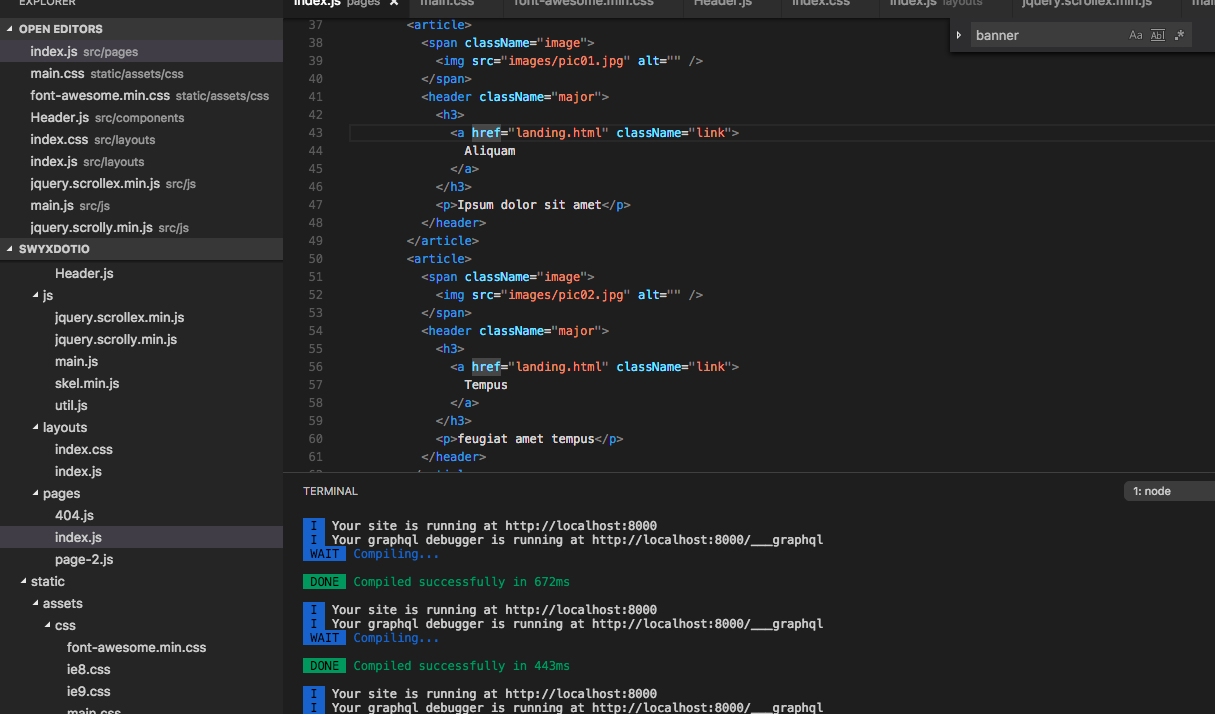 EXPLORER
OPEN EDITORS
index.js src/pages
main.css static/assets/css
font-awesome.min.css static/assets/css
Header.js src/components
index.css src/layouts
index.js src/layouts
jquery.scrollex.min.js src/js
main.js src/js
jquery.scrolly.min.js src/js
SWYXDOTIO
Header.js
js
jquery.scrollex.min.js
jquery.scrolly.min.js
main.js
skel.min.js
util.js
layouts
index.css
index.js
pages
404.js
index.js
page-2.js
static
assets
css
font-awesome.min.css
ie8.css
ie9.css
main.css
index.js pages × main.css font-awesome.min.css Header.js index.css index.js layouts jquery.scrollex.min.js
banner Aa Abl .*
37 <article>
38 <span className="image">
39 <img src="images/pic01.jpg" alt="" />
40 </span>
41 <header className="major">
42 <h3>
43 <a href="landing.html" className="link">
44 Aliquam
45 </a>
46 </h3>
47 <p>Ipsum dolor sit amet</p>
48 </header>
49 </article>
50 <article>
51 <span className="image">
52 <img src="images/pic02.jpg" alt="" />
53 </span>
54 <header className="major">
55 <h3>
56 <a href="landing.html" className="link">
57 Tempus
58 </a>
59 </h3>
60 <p>feugiat amet tempus</p>
61 </header>
TERMINAL
1: node
I Your site is running at http://localhost:8000
I Your graphql debugger is running at http://localhost:8000/___graphql
WAIT Compiling...
DONE Compiled successfully in 672ms
I Your site is running at http://localhost:8000
I Your graphql debugger is running at http://localhost:8000/___graphql
WAIT Compiling...
DONE Compiled successfully in 443ms
I Your site is running at http://localhost:8000
I Your graphql debugger is running at http://localhost:8000/___graphql